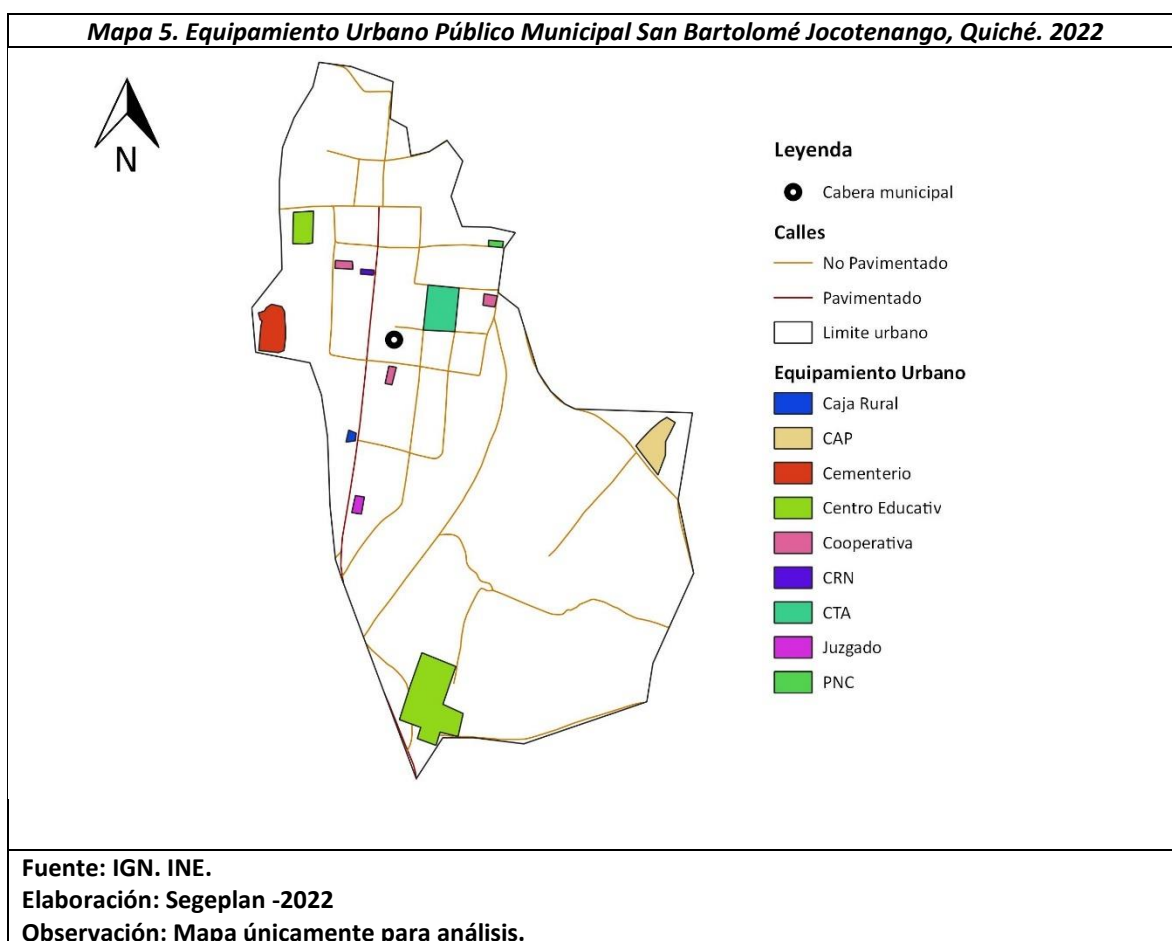 Mapa 5. Equipamiento Urbano Público Municipal San Bartolomé Jocotenango, Quiché. 2022
N
Leyenda
Cabera municipal
Calles
No Pavimentado
Pavimentado
Limite urbano
Equipamiento Urbano
Caja Rural
CAP
Cementerio
Centro Educativ
Cooperativa
CRN
CTA
Juzgado
PNC
Fuente: IGN. INE.
Elaboración: Segeplan -2022
Observación: Mapa únicamente para análisis.